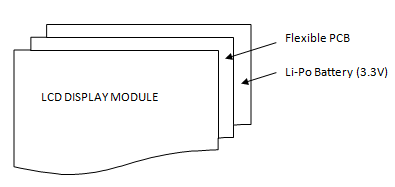 Flexible PCB
Li-Po Battery (3.3V)
LCD DISPLAY MODULE